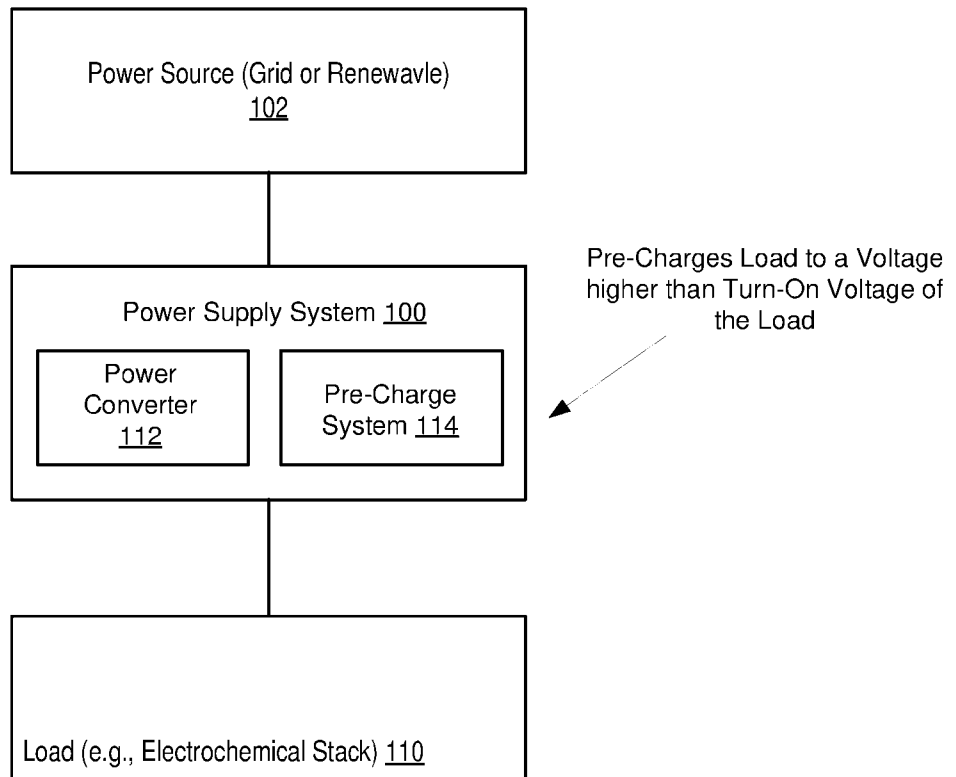 Power Source (Grid or Renewavle)
102
Power Supply System 100
Power
Converter
112
Pre-Charge
System 114
Pre-Charges Load to a Voltage
higher than Turn-On Voltage of
the Load
Load (e.g., Electrochemical Stack) 110